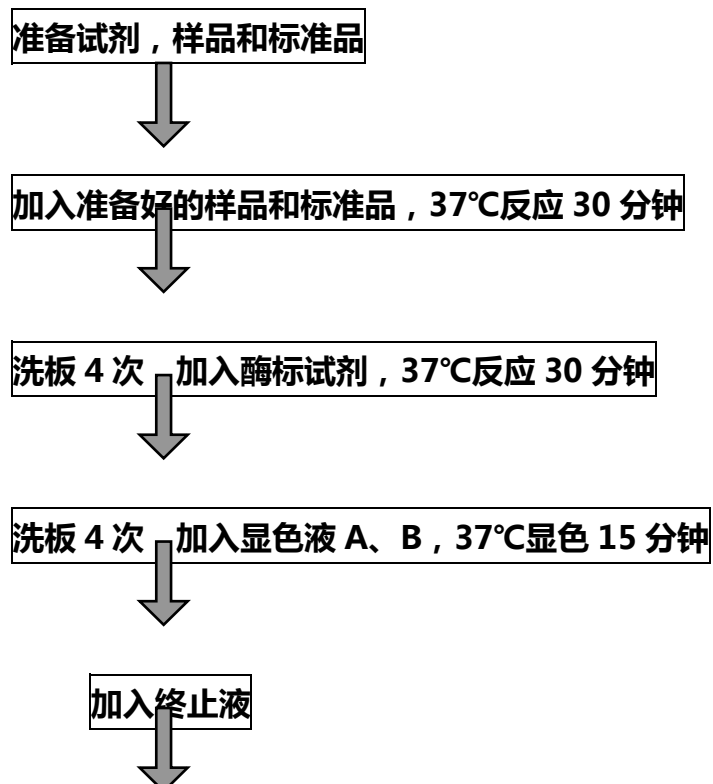 准备试剂，样品和标准品
加入准备好的样品和标准品，37℃反应 30 分钟
洗板 4 次 加入酶标试剂，37℃反应 30 分钟
洗板 4 次 加入显色液 A、B，37℃显色 15 分钟
加入终止液